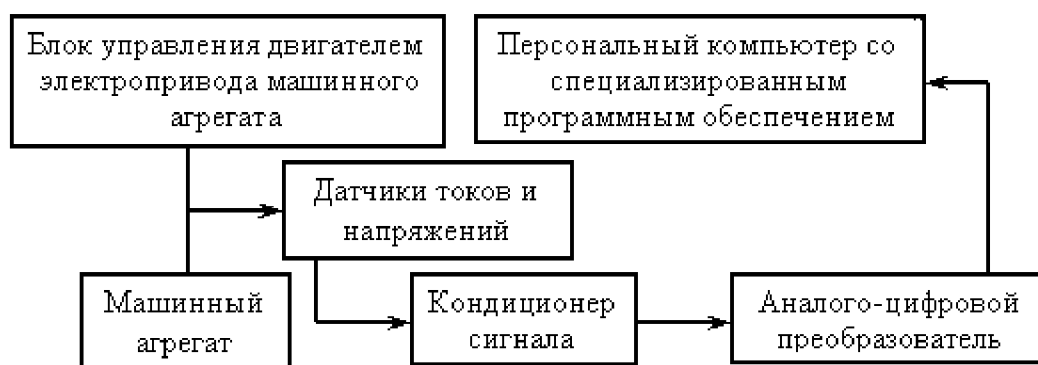 Блок управления двигателем
электропривода машинного
агрегата
Персональный компьютер со
специализированным
программным обеспечением
Датчики токов и
напряжений
Машинный
агрегат
Кондиционер
сигнала
Аналого-цифровой
преобразователь